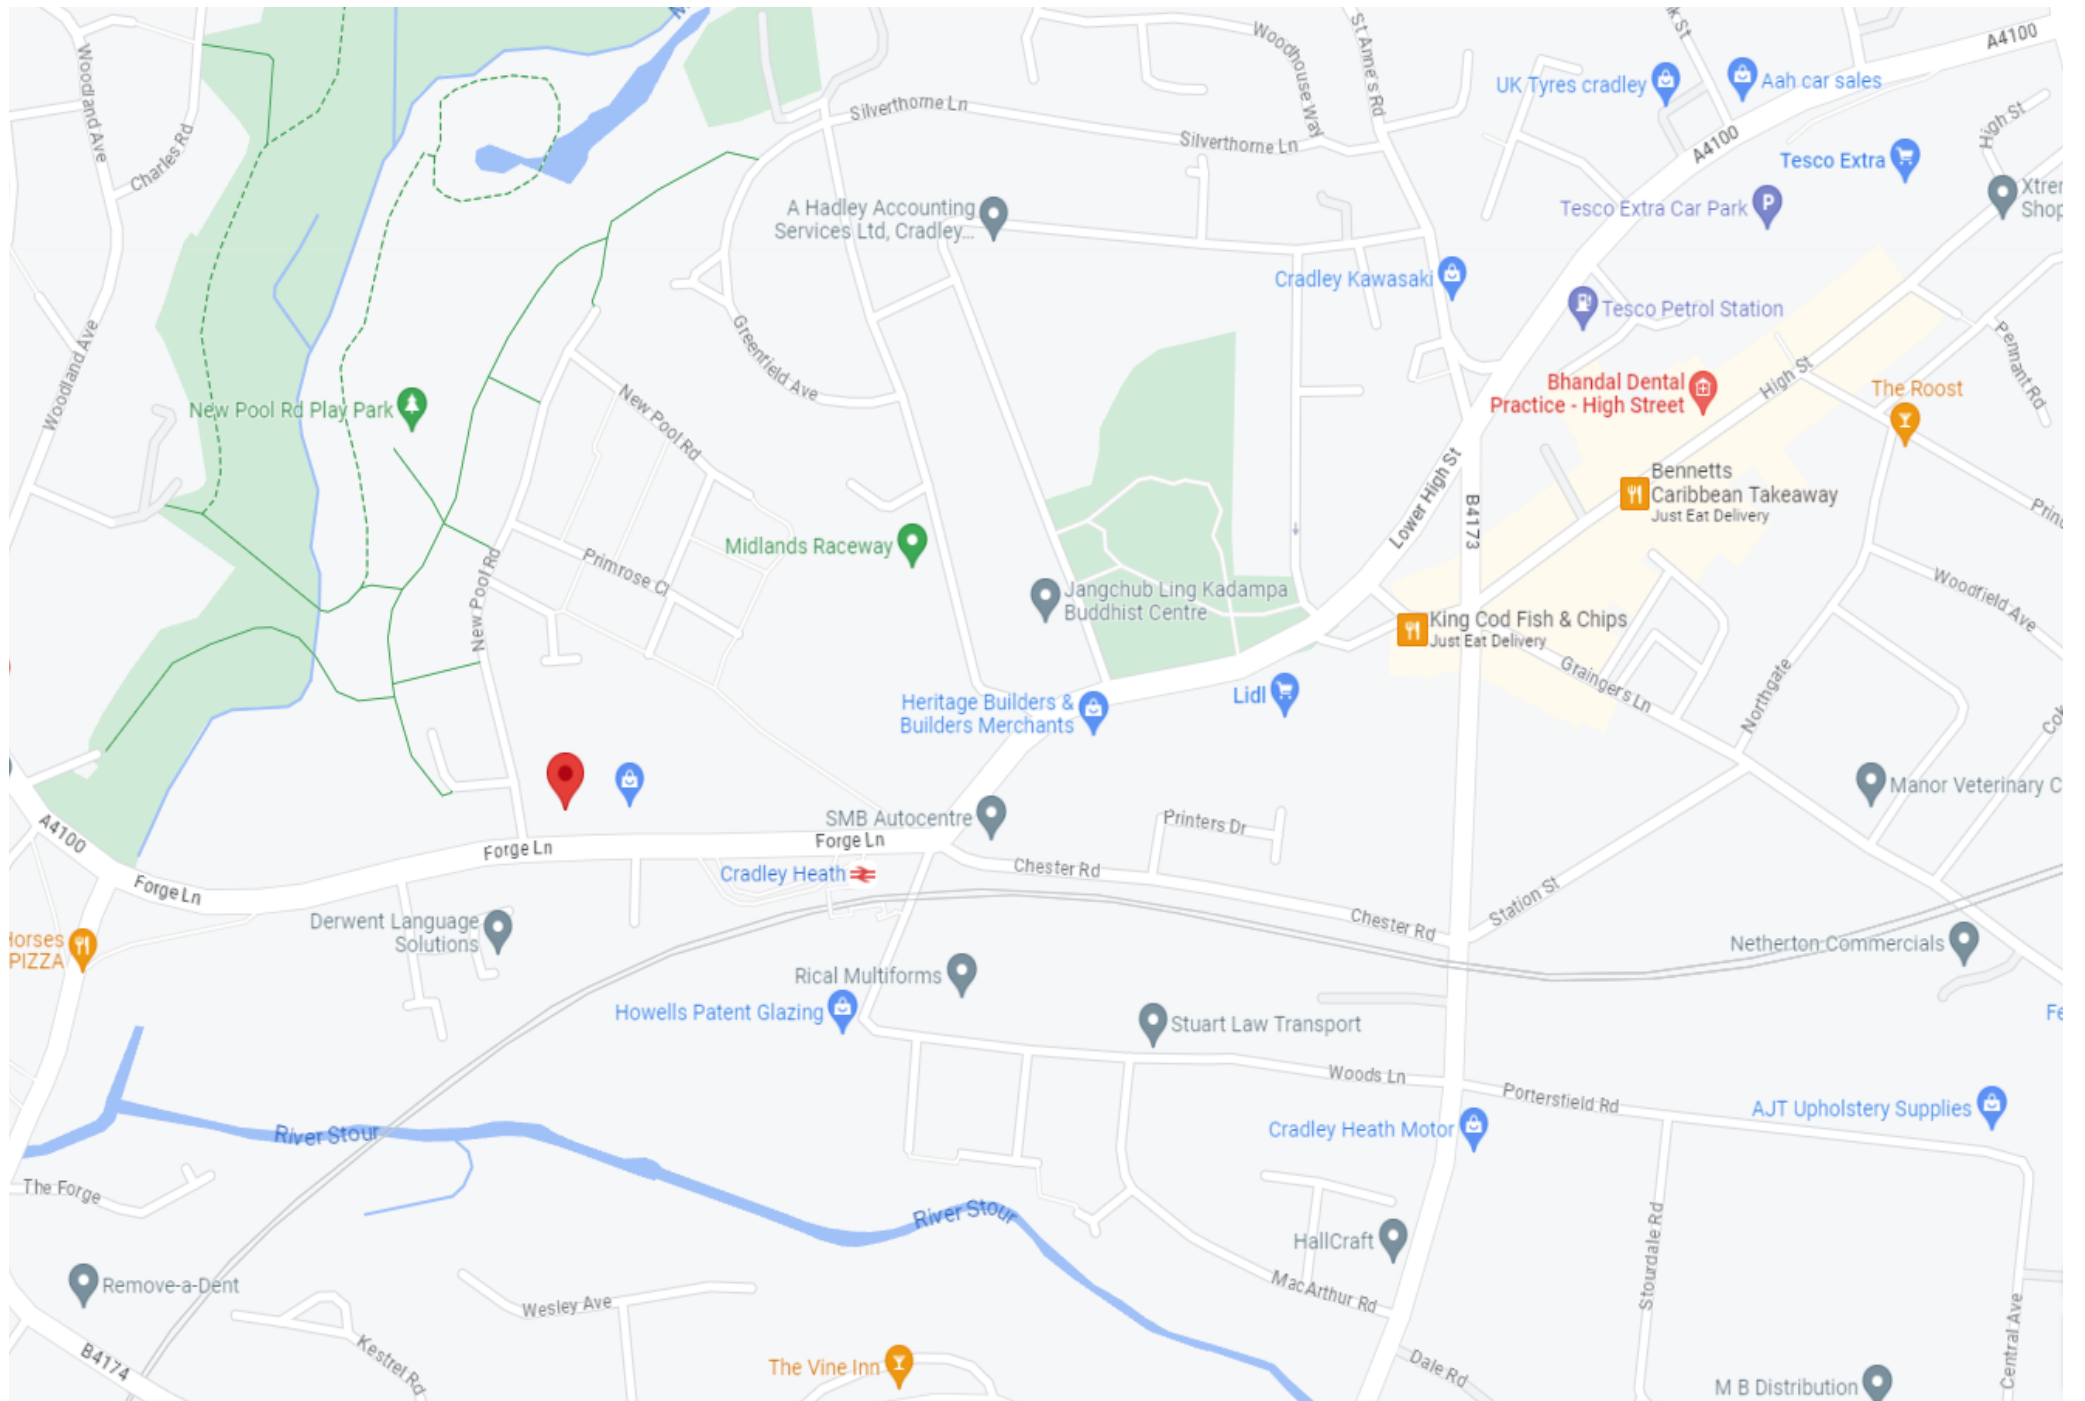 Woodland Ave
Charles Rd
Silverthorne Ln
Woodhouse Way
St Anne's Rd
UK Tyres cradley
Aah car sales
A4100
Silverthorne Ln
A4100
High St
Tesco Extra
Tesco Extra Car Park
A Hadley Accounting
Services Ltd, Cradley...
Cradley Kawasaki
Tesco Petrol Station
Woodland Ave
Greenfield Ave
New Pool Rd Play Park
New Pool Rd
Bhandal Dental
Practice - High Street
High St
Pennant Rd
The Roost
Lower High St
B4173
Bennetts
Caribbean Takeaway
Just Eat Delivery
Midlands Raceway
Primrose Cl
New Pool Rd
Jangchub Ling Kadampa
Buddhist Centre
King Cod Fish & Chips
Just Eat Delivery
Woodfield Ave
Graingers Ln
Northgate
Heritage Builders &
Builders Merchants
Lidl
Manor Veterinary C
A4100
Forge Ln
Forge Ln
SMB Autocentre
Forge Ln
Printers Dr
Cradley Heath
Chester Rd
Chester Rd
Station St
Derwent Language
Solutions
Horses
PIZZA
Netherton Commercials
Rical Multiforms
Howells Patent Glazing
Stuart Law Transport
Woods Ln
Portersfield Rd
AJT Upholstery Supplies
River Stour
Cradley Heath Motor
The Forge
River Stour
HallCraft
Stourdale Rd
Remove-a-Dent
Wesley Ave
MacArthur Rd
Central Ave
B4174
Kestrel Rd
The Vine Inn
Dale Rd
M B Distribution